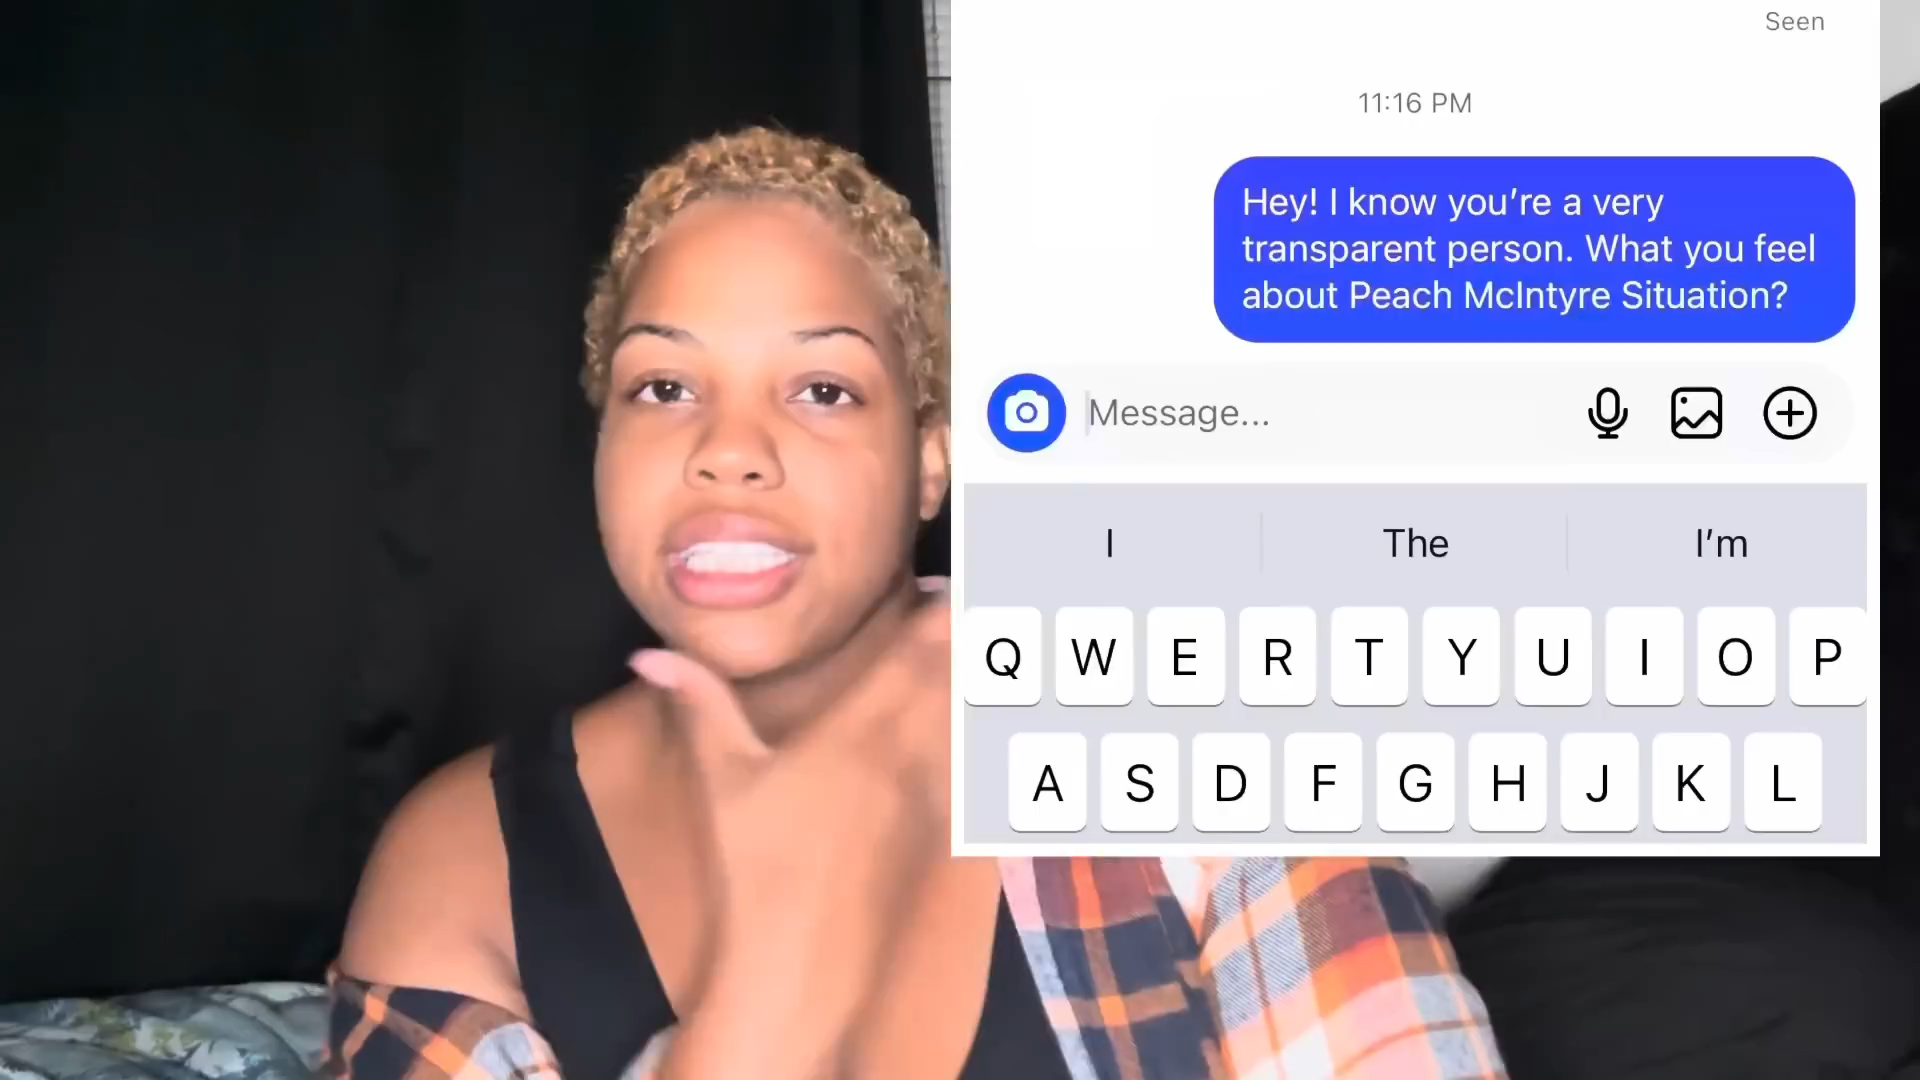 Seen
11:16 PM
Hey! I know you're a very
transparent person. What you feel
about Peach McIntyre Situation?
Message...
I The I'm
Q W E R T Y U I O P
A S D F G H J K L